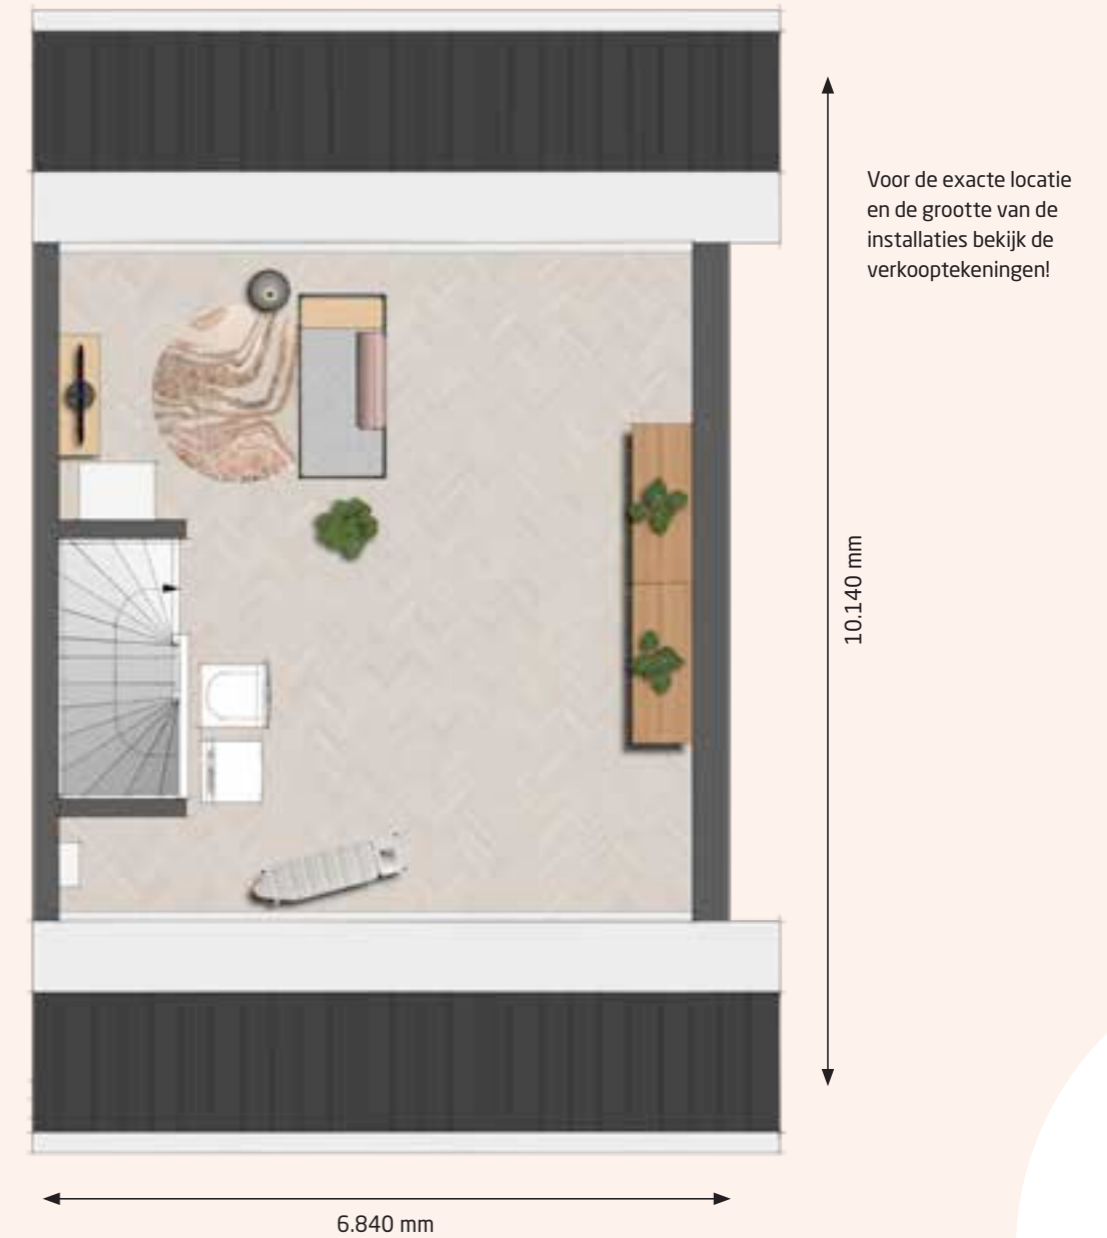 Voor de exacte locatie
en de grootte van de
installaties bekijk de
verkooptekeningen!
10.140 mm
6.840 mm